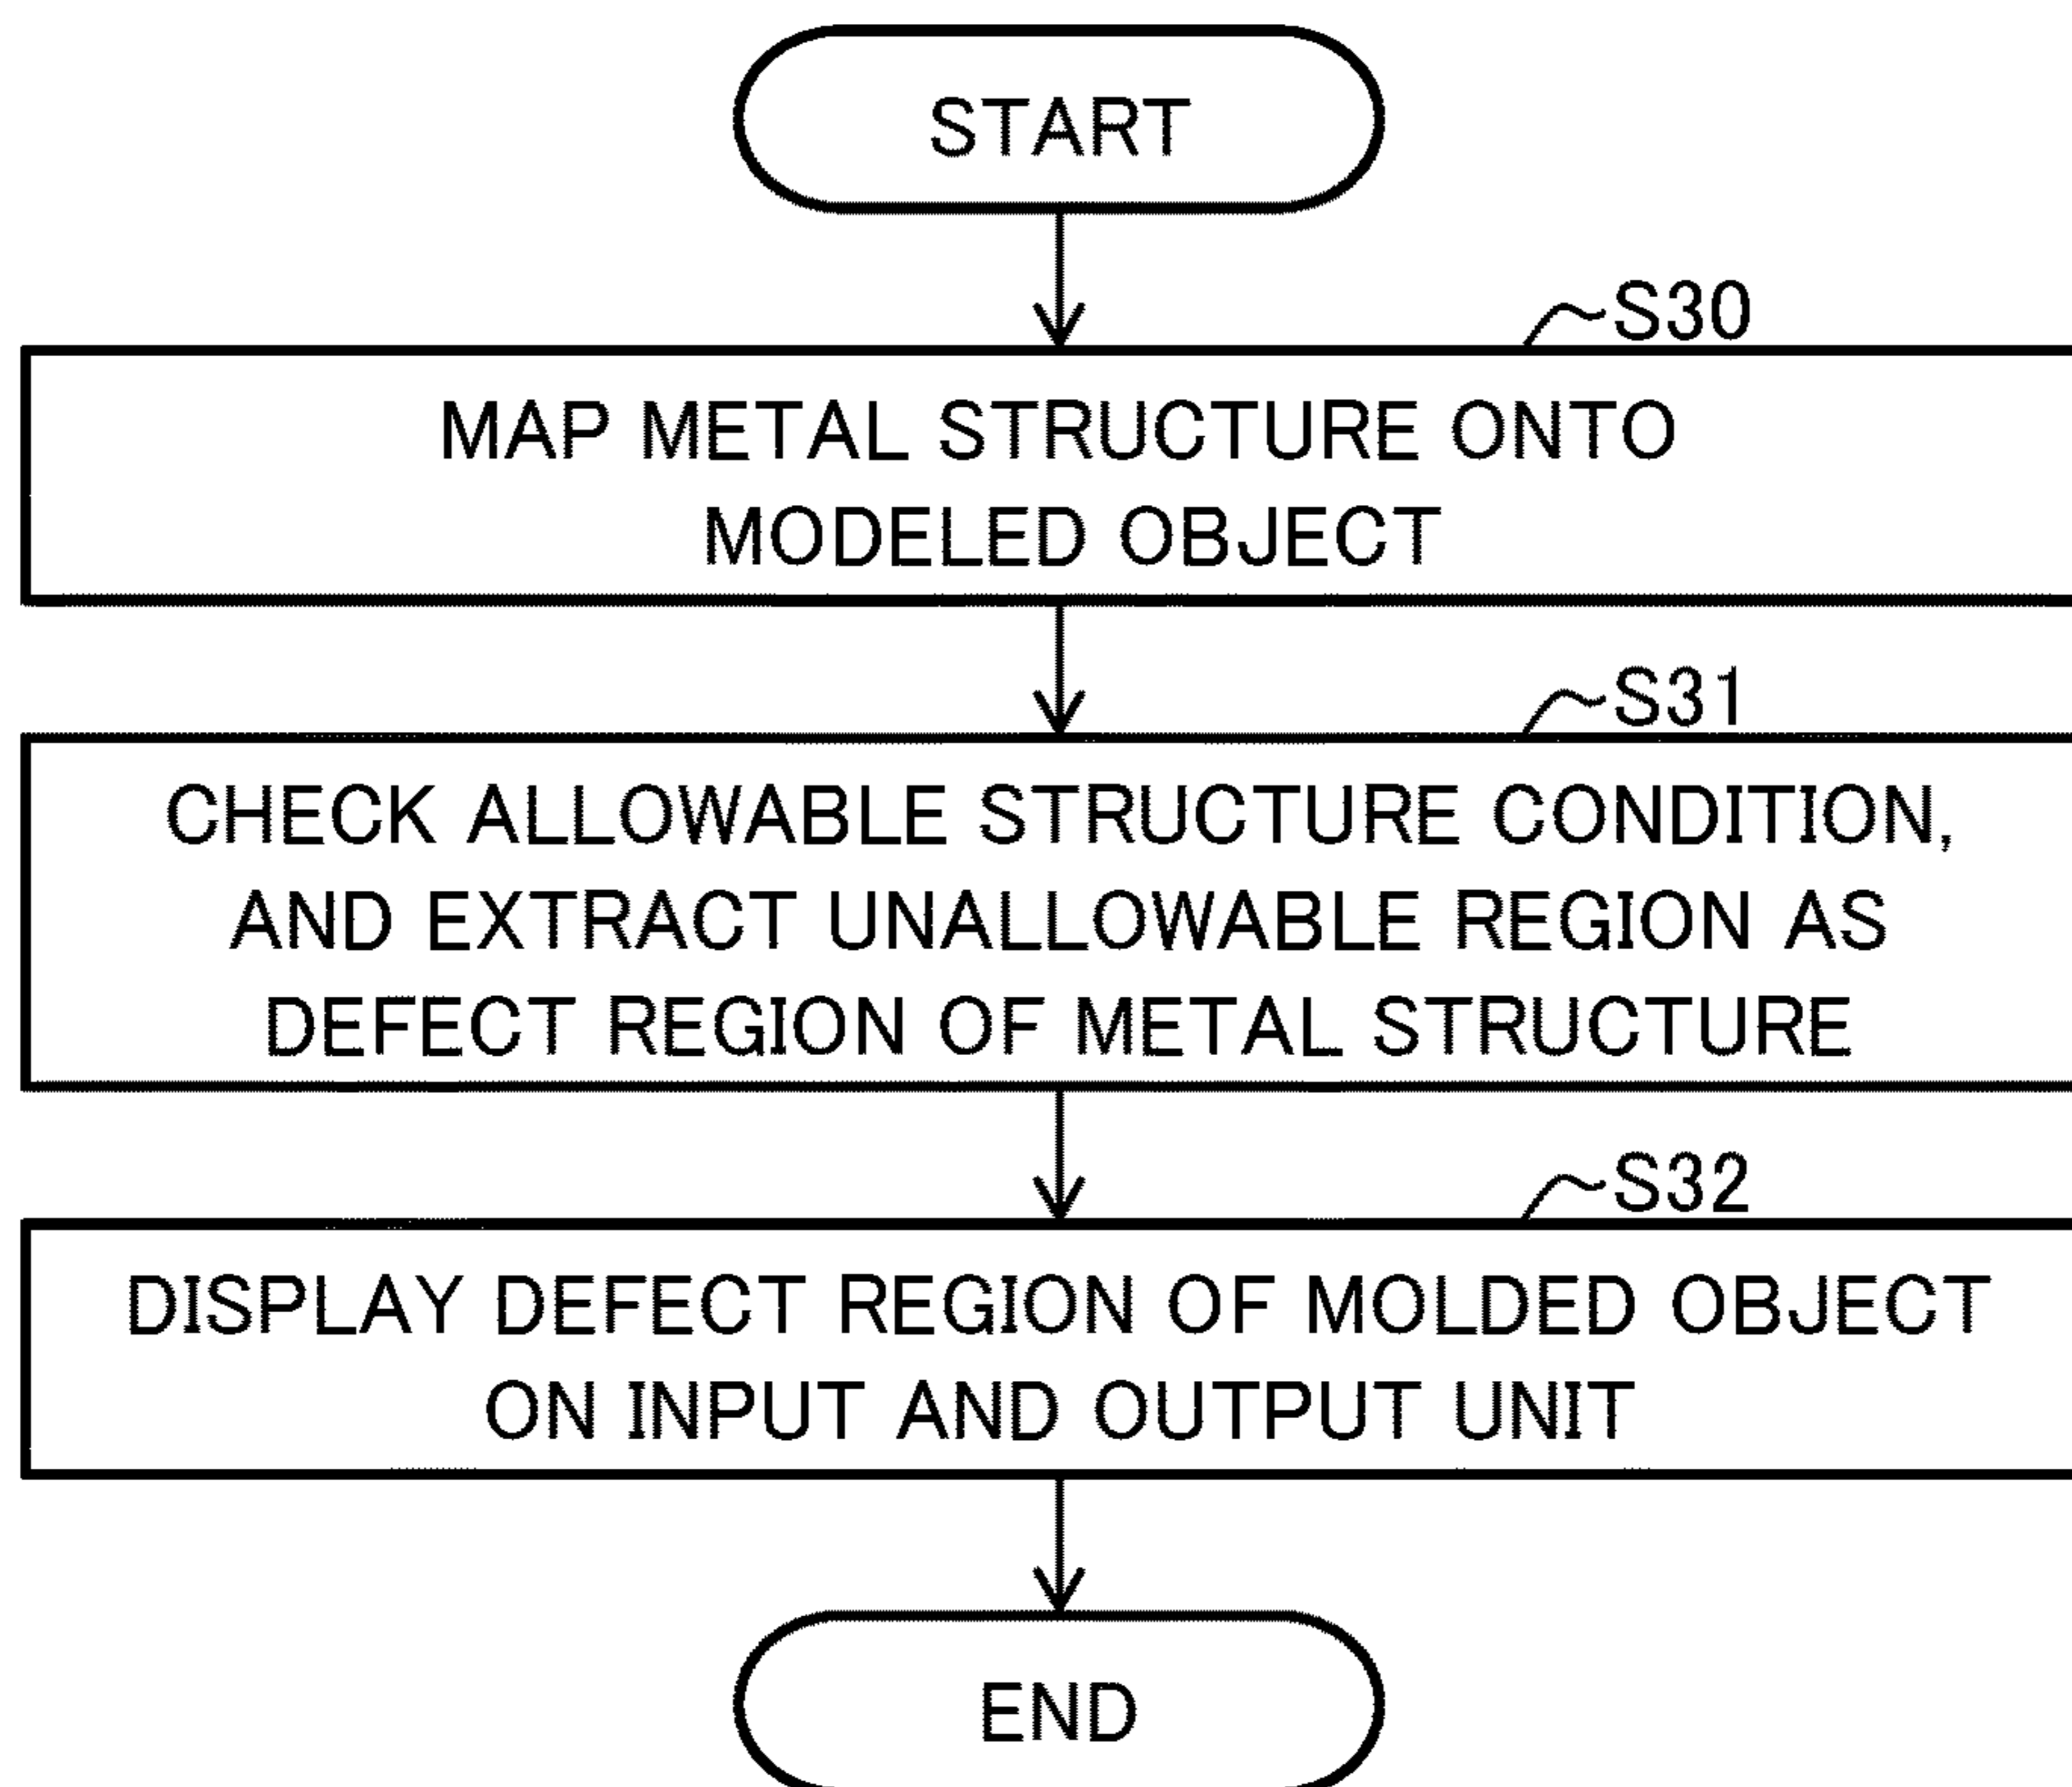 START
S30
MAP METAL STRUCTURE ONTO
MODELED OBJECT
S31
CHECK ALLOWABLE STRUCTURE CONDITION,
AND EXTRACT UNALLOWABLE REGION AS
DEFECT REGION OF METAL STRUCTURE
S32
DISPLAY DEFECT REGION OF MOLDED OBJECT
ON INPUT AND OUTPUT UNIT
END